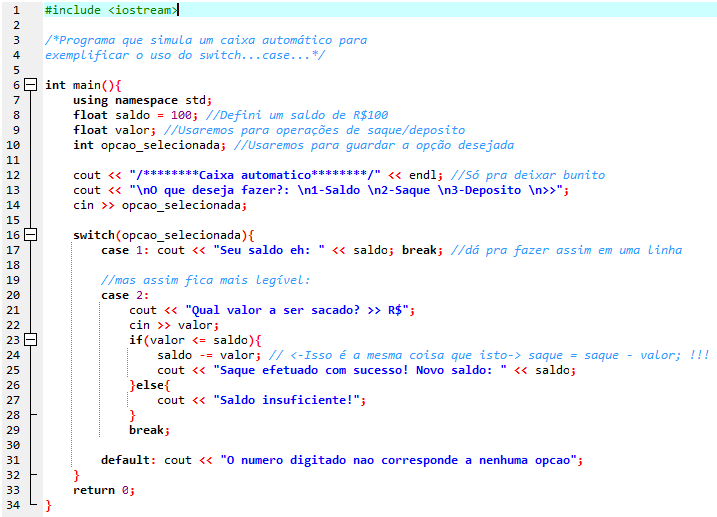 1 #include <iostream>
2
3 /*Programa que simula um caixa automático para
4 exemplificar o uso do switch...case...*/
5
6 int main(){
7 using namespace std;
8 float saldo = 100; //Defini um saldo de R$100
9 float valor; //Usaremos para operações de saque/deposito
10 int opcao_selecionada; //Usaremos para guardar a opção desejada
11
12 cout << "/********Caixa automatico********/" << endl; //Só pra deixar bunito
13 cout << "\nO que deseja fazer?: \n1-Saldo \n2-Saque \n3-Deposito \n>>";
14 cin >> opcao_selecionada;
15
16 switch(opcao_selecionada){
17 case 1: cout << "Seu saldo eh: " << saldo; break; //dá pra fazer assim em uma linha
18
19 //mas assim fica mais legível:
20 case 2:
21 cout << "Qual valor a ser sacado? >> R$";
22 cin >> valor;
23 if(valor <= saldo){
24 saldo -= valor; // <-Isso é a mesma coisa que isto-> saque = saque - valor; !!!
25 cout << "Saque efetuado com sucesso! Novo saldo: " << saldo;
26 }else{
27 cout << "Saldo insuficiente!";
28 }
29 break;
30
31 default: cout << "O numero digitado nao corresponde a nenhuma opcao";
32 }
33 return 0;
34 }